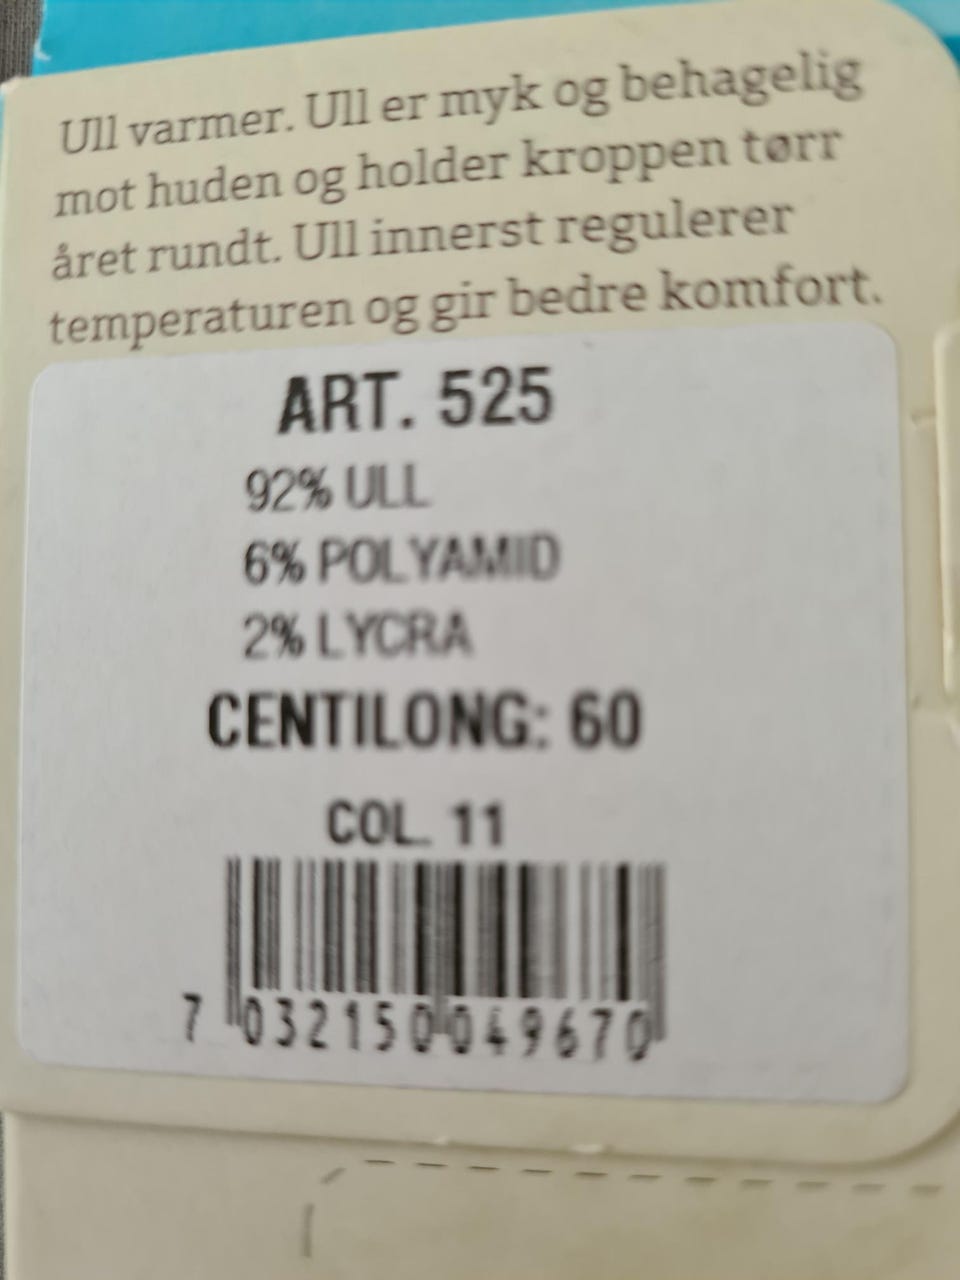 Ull varmer. Ull er myk og behagelig
mot huden og holder kroppen tørr
året rundt. Ull innerst regulerer
temperaturen og gir bedre komfort.
ART. 525
92% ULL
6% POLYAMID
2% LYCRA
CENTILONG: 60
COL. 11
7 032150 049670